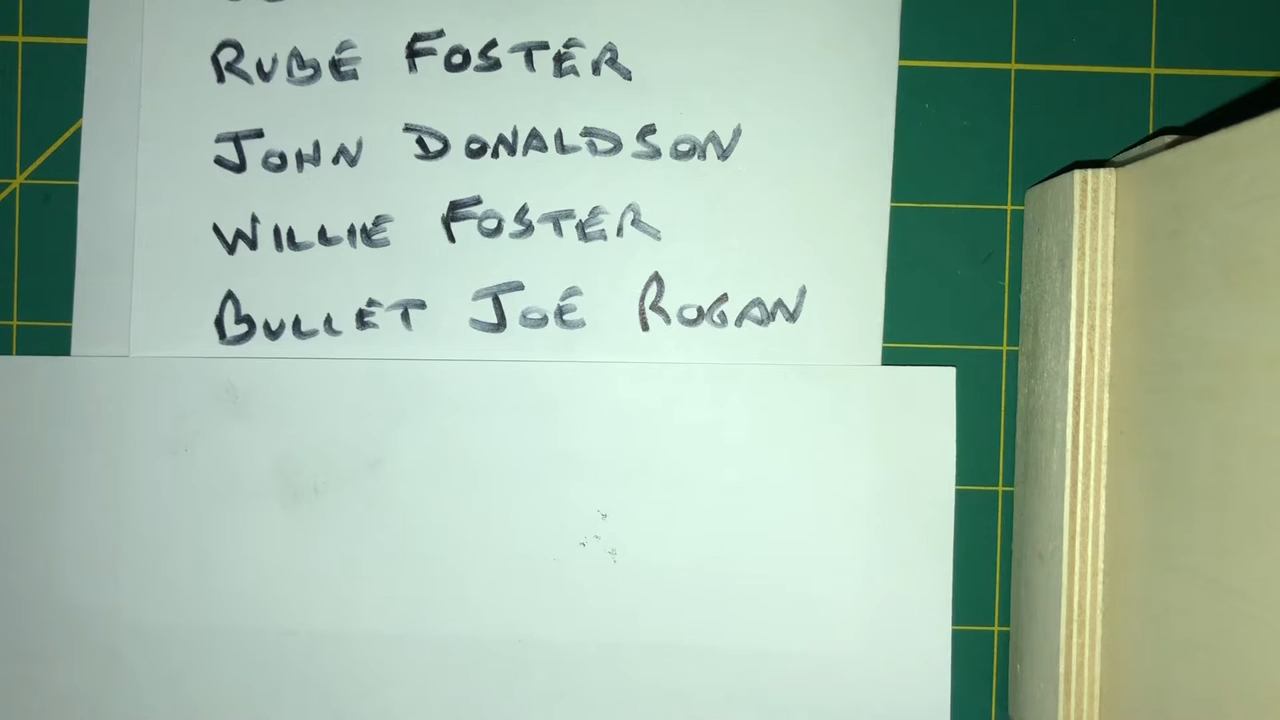 RUBE FOSTER
JOHN DONALDSON
WILLIE FOSTER
BULLET JOE ROGAN